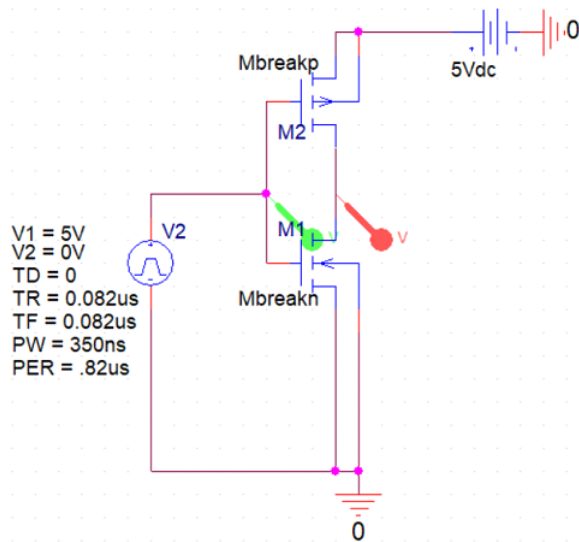 0
5Vdc
Mbreakp
M2
V1 = 5V
V2 = 0V
TD = 0
TR = 0.082us
TF = 0.082us
PW = 350ns
PER = .82us
V2
M1
V
V
Mbreakn
0